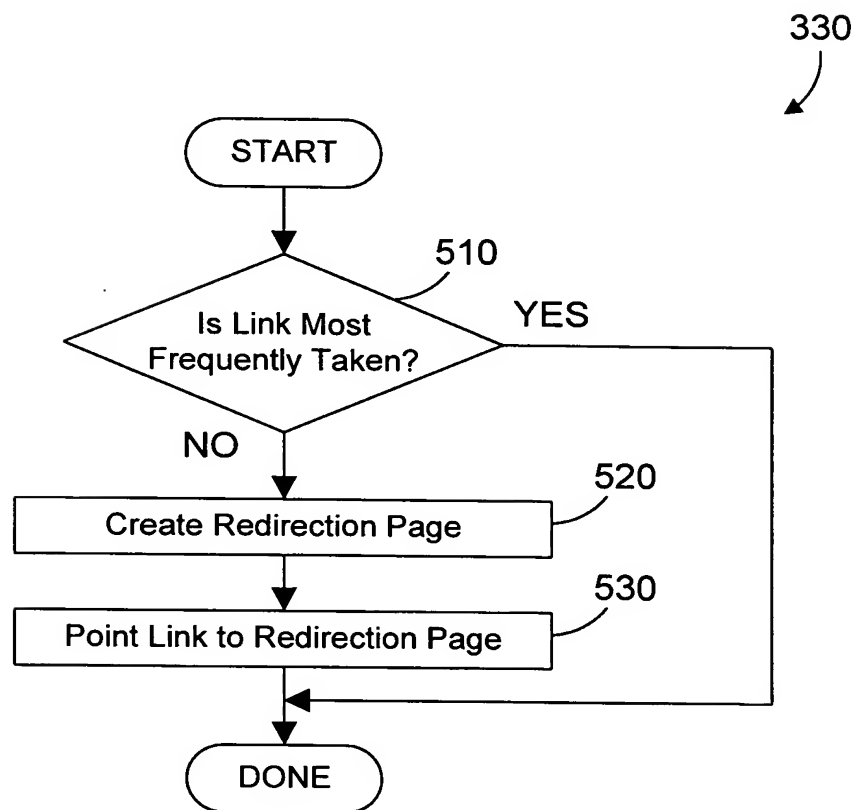 330
START
510
Is Link Most
Frequently Taken?
YES
NO
520
Create Redirection Page
530
Point Link to Redirection Page
DONE